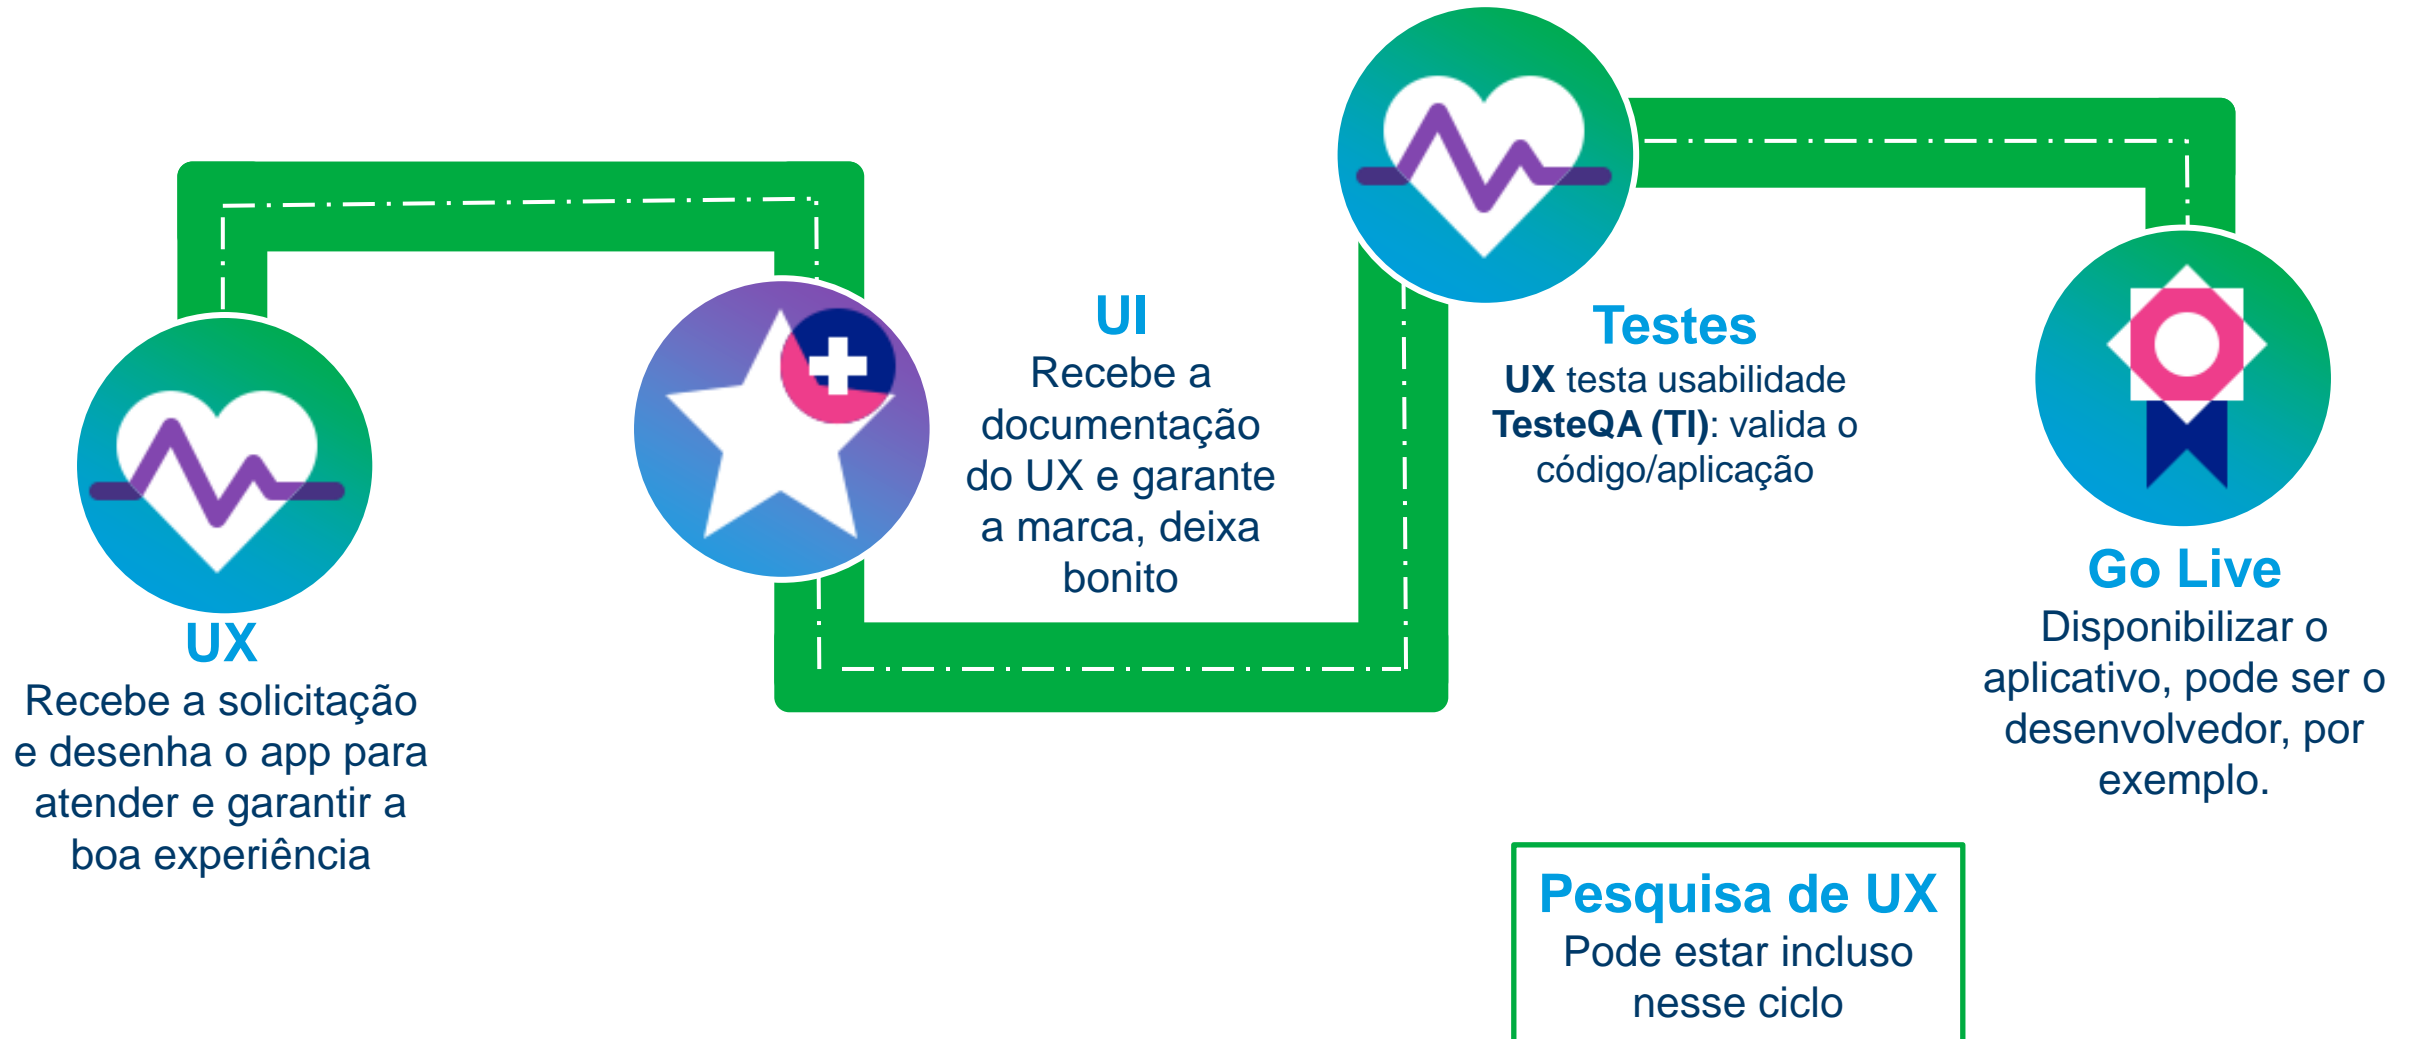 UX
Recebe a solicitação
e desenha o app para
atender e garantir a
boa experiência
UI
Recebe a
documentação
do UX e garante
a marca, deixa
bonito
Testes
UX testa usabilidade
TesteQA (TI): valida o
código/aplicação
Go Live
Disponibilizar o
aplicativo, pode ser o
desenvolvedor, por
exemplo.
Pesquisa de UX
Pode estar incluso
nesse ciclo